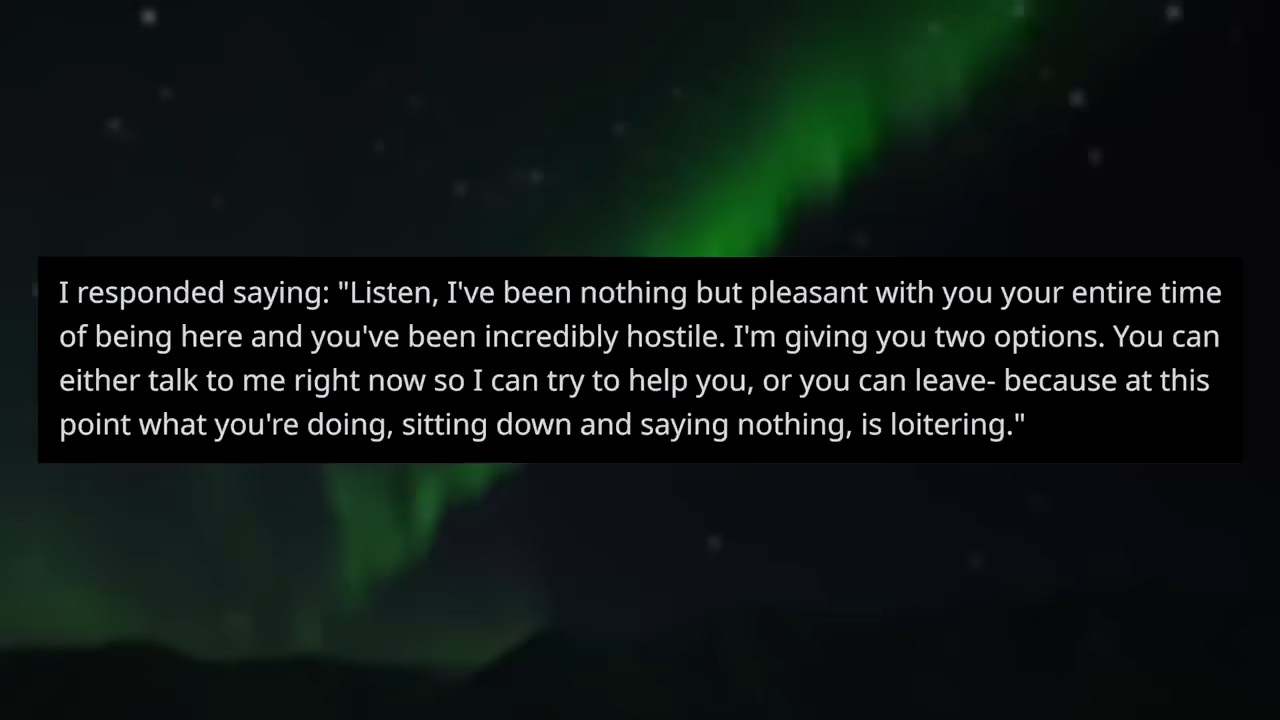 I responded saying: "Listen, I've been nothing but pleasant with you your entire time
of being here and you've been incredibly hostile. I'm giving you two options. You can
either talk to me right now so I can try to help you, or you can leave- because at this
point what you're doing, sitting down and saying nothing, is loitering."